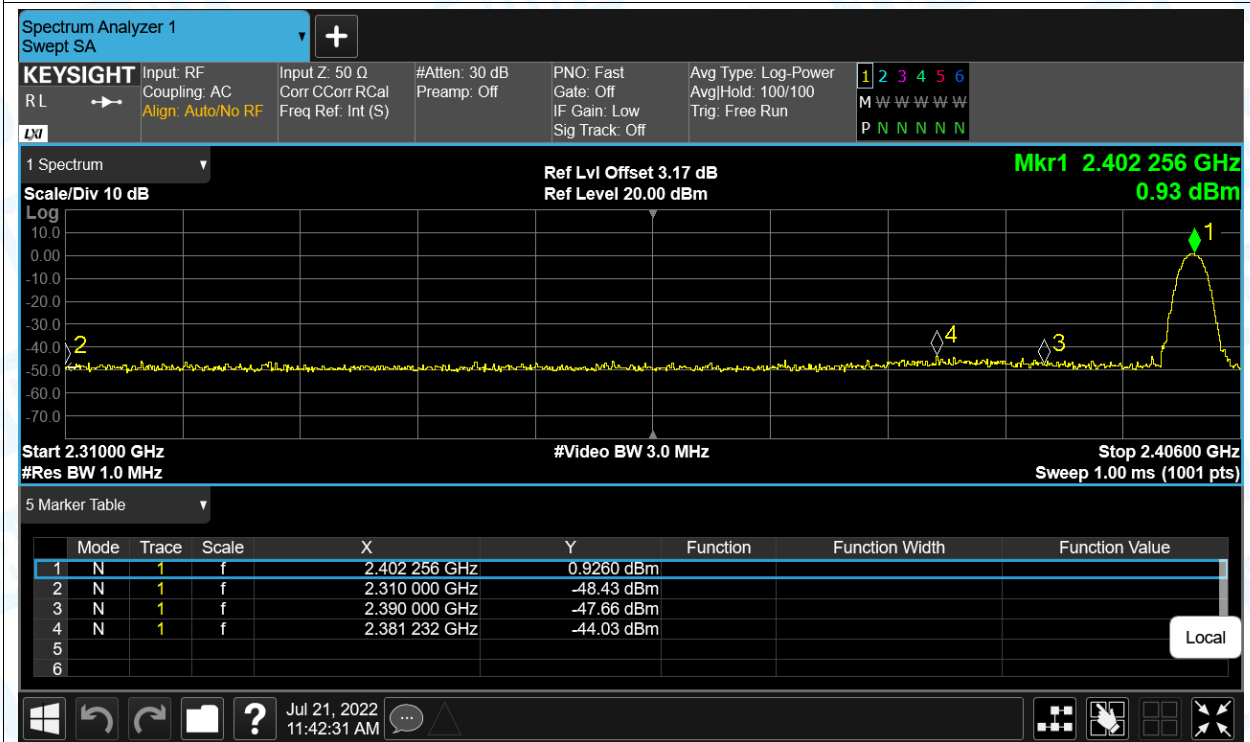 Spectrum Analyzer 1
Swept SA
KEYSIGHT
R L
LXI
Input: RF
Coupling: AC
Align: Auto/No RF
Input Z: 50 Ω
Corr CCorr RCal
Freq Ref: Int (S)
#Atten: 30 dB
Preamp: Off
PNO: Fast
Gate: Off
IF Gain: Low
Sig Track: Off
Avg Type: Log-Power
Avg|Hold: 100/100
Trig: Free Run
1 2 3 4 5 6
M W W W W W
P N N N N N
1 Spectrum
Scale/Div 10 dB
Ref Lvl Offset 3.17 dB
Ref Level 20.00 dBm
Mkr1 2.402 256 GHz
0.93 dBm
Log
10.0
0.00
-10.0
-20.0
-30.0
-40.0
-50.0
-60.0
-70.0
1
2
4
3
Start 2.31000 GHz
#Video BW 3.0 MHz
Stop 2.40600 GHz
#Res BW 1.0 MHz
Sweep 1.00 ms (1001 pts)
5 Marker Table
Mode Trace Scale X Y Function Function Width Function Value
1 N 1 f 2.402 256 GHz 0.9260 dBm
2 N 1 f 2.310 000 GHz -48.43 dBm
3 N 1 f 2.390 000 GHz -47.66 dBm
4 N 1 f 2.381 232 GHz -44.03 dBm
5
6
Local
?
Jul 21, 2022
11:42:31 AM